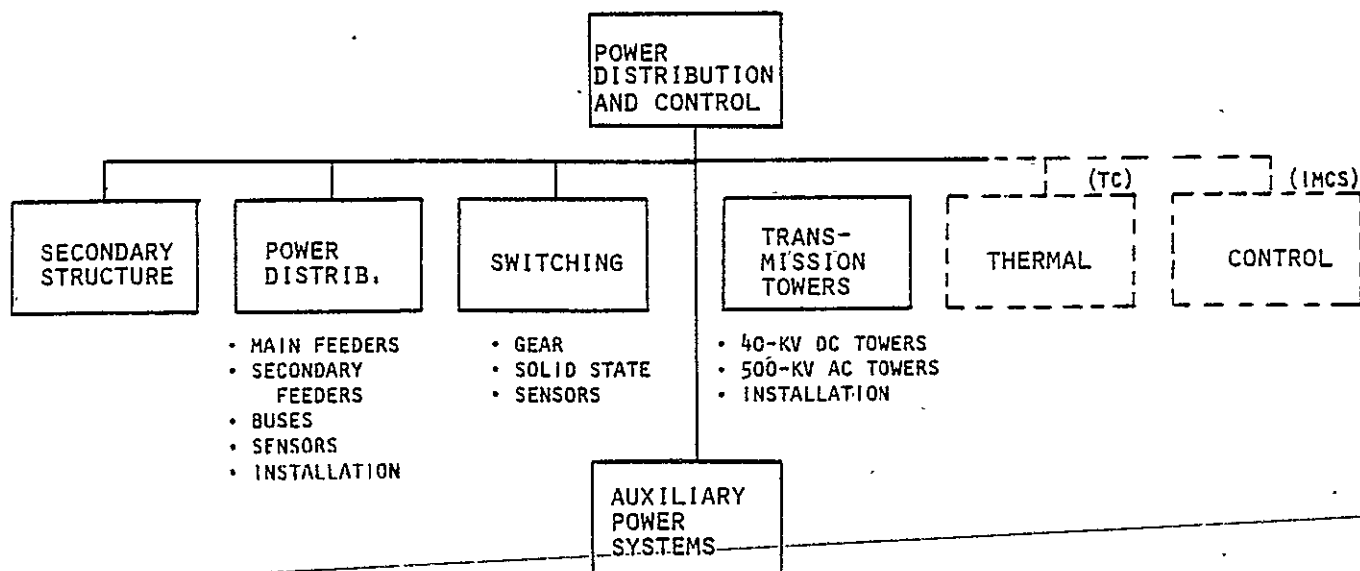 POWER
DISTRIBUTION
AND CONTROL
(TC)
(IMCS)
SECONDARY
STRUCTURE
POWER
DISTRIB.
SWITCHING
TRANS-
MISSION
TOWERS
THERMAL
CONTROL
• MAIN FEEDERS
• SECONDARY
FEEDERS
• BUSES
• SENSORS
• INSTALLATION
• GEAR
• SOLID STATE
• SENSORS
• 40-KV DC TOWERS
• 500-KV AC TOWERS
• INSTALLATION
AUXILIARY
POWER
SYSTEMS